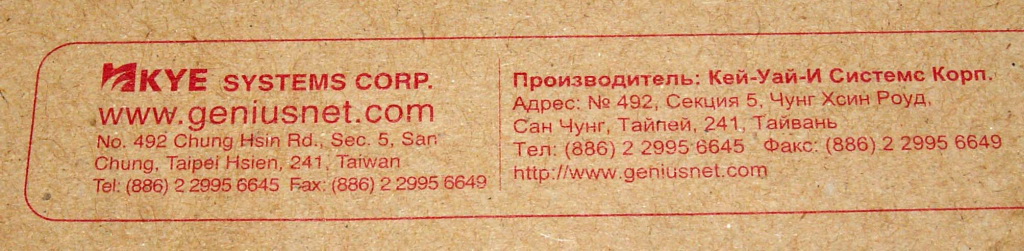 KYE SYSTEMS CORP.
www.geniusnet.com
No. 492 Chung Hsin Rd., Sec. 5, San
Chung, Taipei Hsien, 241, Taiwan
Tel: (886) 2 2995 6645 Fax: (886) 2 2995 6649
Производитель: Кей-Уай-И Системс Корп.
Адрес: № 492, Секция 5, Чунг Хсин Роуд,
Сан Чунг, Тайпей, 241, Тайвань
Тел: (886) 2 2995 6645 Факс: (886) 2 2995 6649
http://www.geniusnet.com